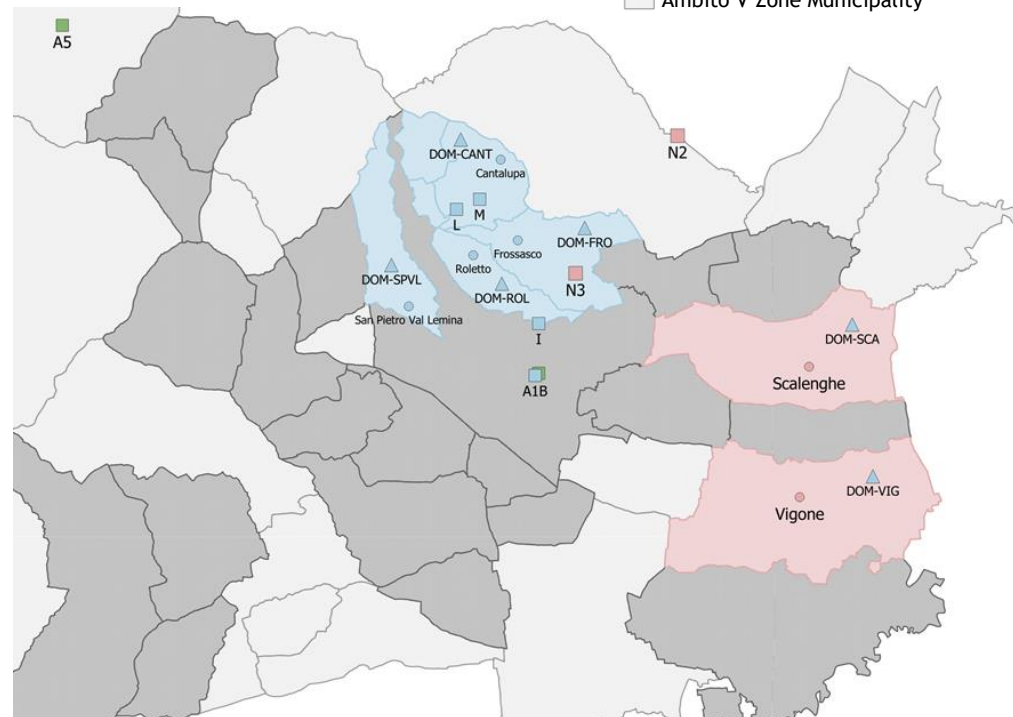 Ambito V Zone Municipality
A5
N2
DOM-CANT
Cantalupa
M
L
DOM-FRO
Frossasco
Roletto
DOM-SPVL
N3
DOM-ROL
San Pietro Val Lemina
I
DOM-SCA
Scalenghe
A1B
DOM-VIG
Vigone